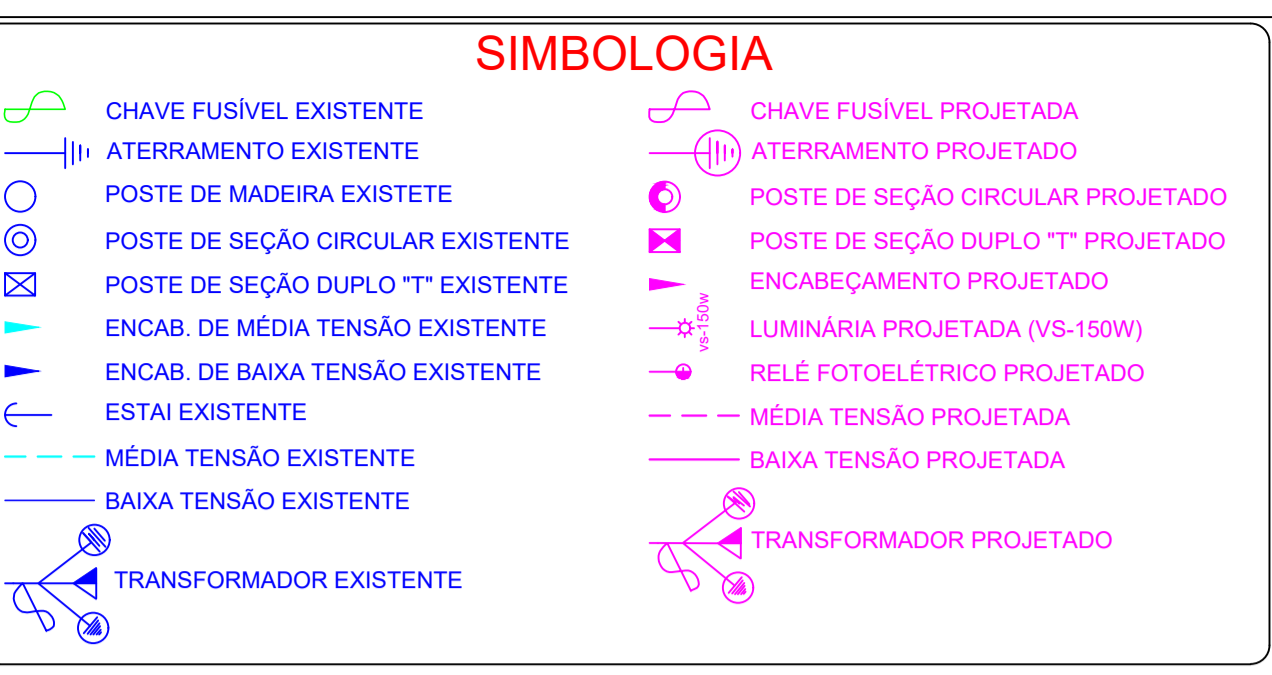 SIMBOLOGIA
CHAVE FUSÍVEL EXISTENTE
ATERRAMENTO EXISTENTE
POSTE DE MADEIRA EXISTETE
POSTE DE SEÇÃO CIRCULAR EXISTENTE
POSTE DE SEÇÃO DUPLO "T" EXISTENTE
ENCAB. DE MÉDIA TENSÃO EXISTENTE
ENCAB. DE BAIXA TENSÃO EXISTENTE
ESTAI EXISTENTE
MÉDIA TENSÃO EXISTENTE
BAIXA TENSÃO EXISTENTE
TRANSFORMADOR EXISTENTE
CHAVE FUSÍVEL PROJETADA
ATERRAMENTO PROJETADO
POSTE DE SEÇÃO CIRCULAR PROJETADO
POSTE DE SEÇÃO DUPLO "T" PROJETADO
ENCABEÇAMENTO PROJETADO
vs-150w
LUMINÁRIA PROJETADA (VS-150W)
RELÉ FOTOELÉTRICO PROJETADO
MÉDIA TENSÃO PROJETADA
BAIXA TENSÃO PROJETADA
TRANSFORMADOR PROJETADO